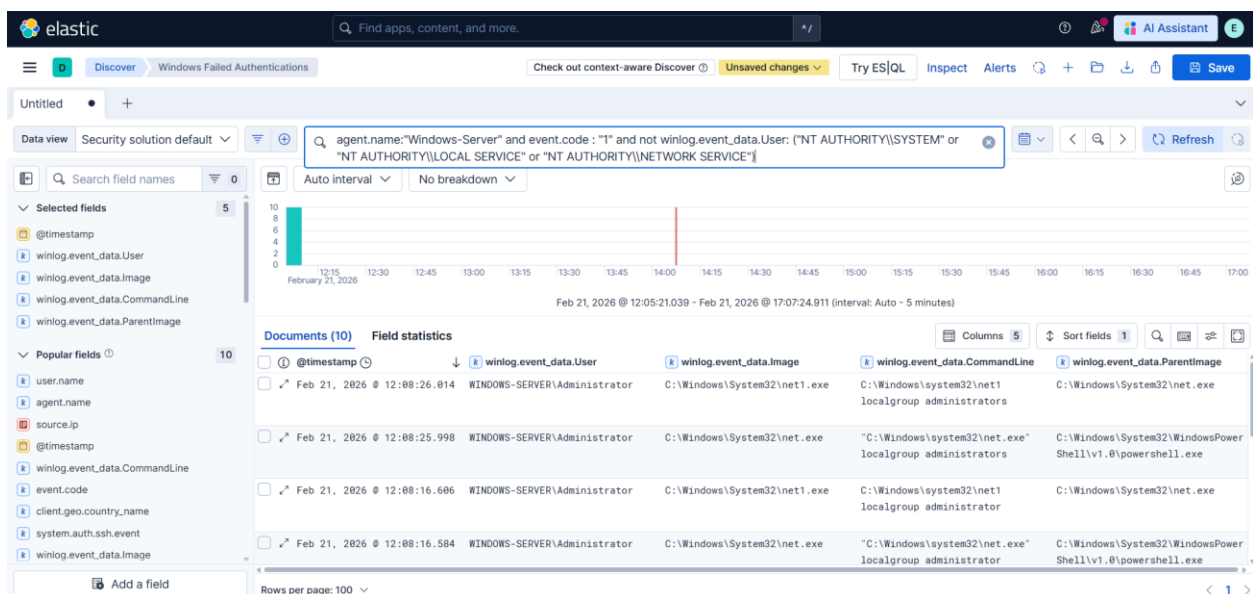 elastic
Find apps, content, and more.
^/
AI Assistant
E
D
Discover
Windows Failed Authentications
Check out context-aware Discover
Unsaved changes
Try ES|QL
Inspect
Alerts
Save
Untitled
Data view
Security solution default
agent.name:"Windows-Server" and event.code : "1" and not winlog.event_data.User: ("NT AUTHORITY\\SYSTEM" or
"NT AUTHORITY\\LOCAL SERVICE" or "NT AUTHORITY\\NETWORK SERVICE")
Refresh
Search field names
0
Auto interval
No breakdown
Selected fields
5
@timestamp
winlog.event_data.User
winlog.event_data.Image
winlog.event_data.CommandLine
winlog.event_data.ParentImage
Popular fields
10
user.name
agent.name
source.ip
@timestamp
winlog.event_data.CommandLine
event.code
client.geo.country_name
system.auth.ssh.event
winlog.event_data.Image
Add a field
10
8
6
4
2
0
12:15 12:30 12:45 13:00 13:15 13:30 13:45 14:00 14:15 14:30 14:45 15:00 15:15 15:30 15:45 16:00 16:15 16:30 16:45 17:00
February 21, 2026
Feb 21, 2026 @ 12:05:21.039 - Feb 21, 2026 @ 17:07:24.911 (interval: Auto - 5 minutes)
Documents (10)
Field statistics
Columns 5
Sort fields 1
@timestamp
winlog.event_data.User
winlog.event_data.Image
winlog.event_data.CommandLine
winlog.event_data.ParentImage
Feb 21, 2026 @ 12:08:26.014
WINDOWS-SERVER\Administrator
C:\Windows\System32\net1.exe
C:\Windows\system32\net1
localgroup administrators
C:\Windows\System32\net.exe
Feb 21, 2026 @ 12:08:25.998
WINDOWS-SERVER\Administrator
C:\Windows\System32\net.exe
"C:\Windows\system32\net.exe"
localgroup administrators
C:\Windows\System32\WindowsPower
Shell\v1.0\powershell.exe
Feb 21, 2026 @ 12:08:16.606
WINDOWS-SERVER\Administrator
C:\Windows\System32\net1.exe
C:\Windows\system32\net1
localgroup administrator
C:\Windows\System32\net.exe
Feb 21, 2026 @ 12:08:16.584
WINDOWS-SERVER\Administrator
C:\Windows\System32\net.exe
"C:\Windows\system32\net.exe"
localgroup administrator
C:\Windows\System32\WindowsPower
Shell\v1.0\powershell.exe
Rows per page: 100
1